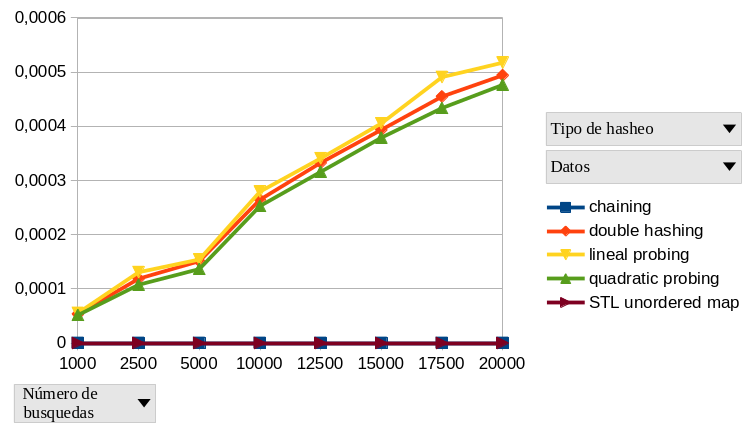 0,0006
0,0005
0,0004
0,0003
0,0002
0,0001
0
1000 2500 5000 10000 12500 15000 17500 20000
Número de
busquedas
Tipo de hasheo
Datos
chaining
double hashing
lineal probing
quadratic probing
STL unordered map